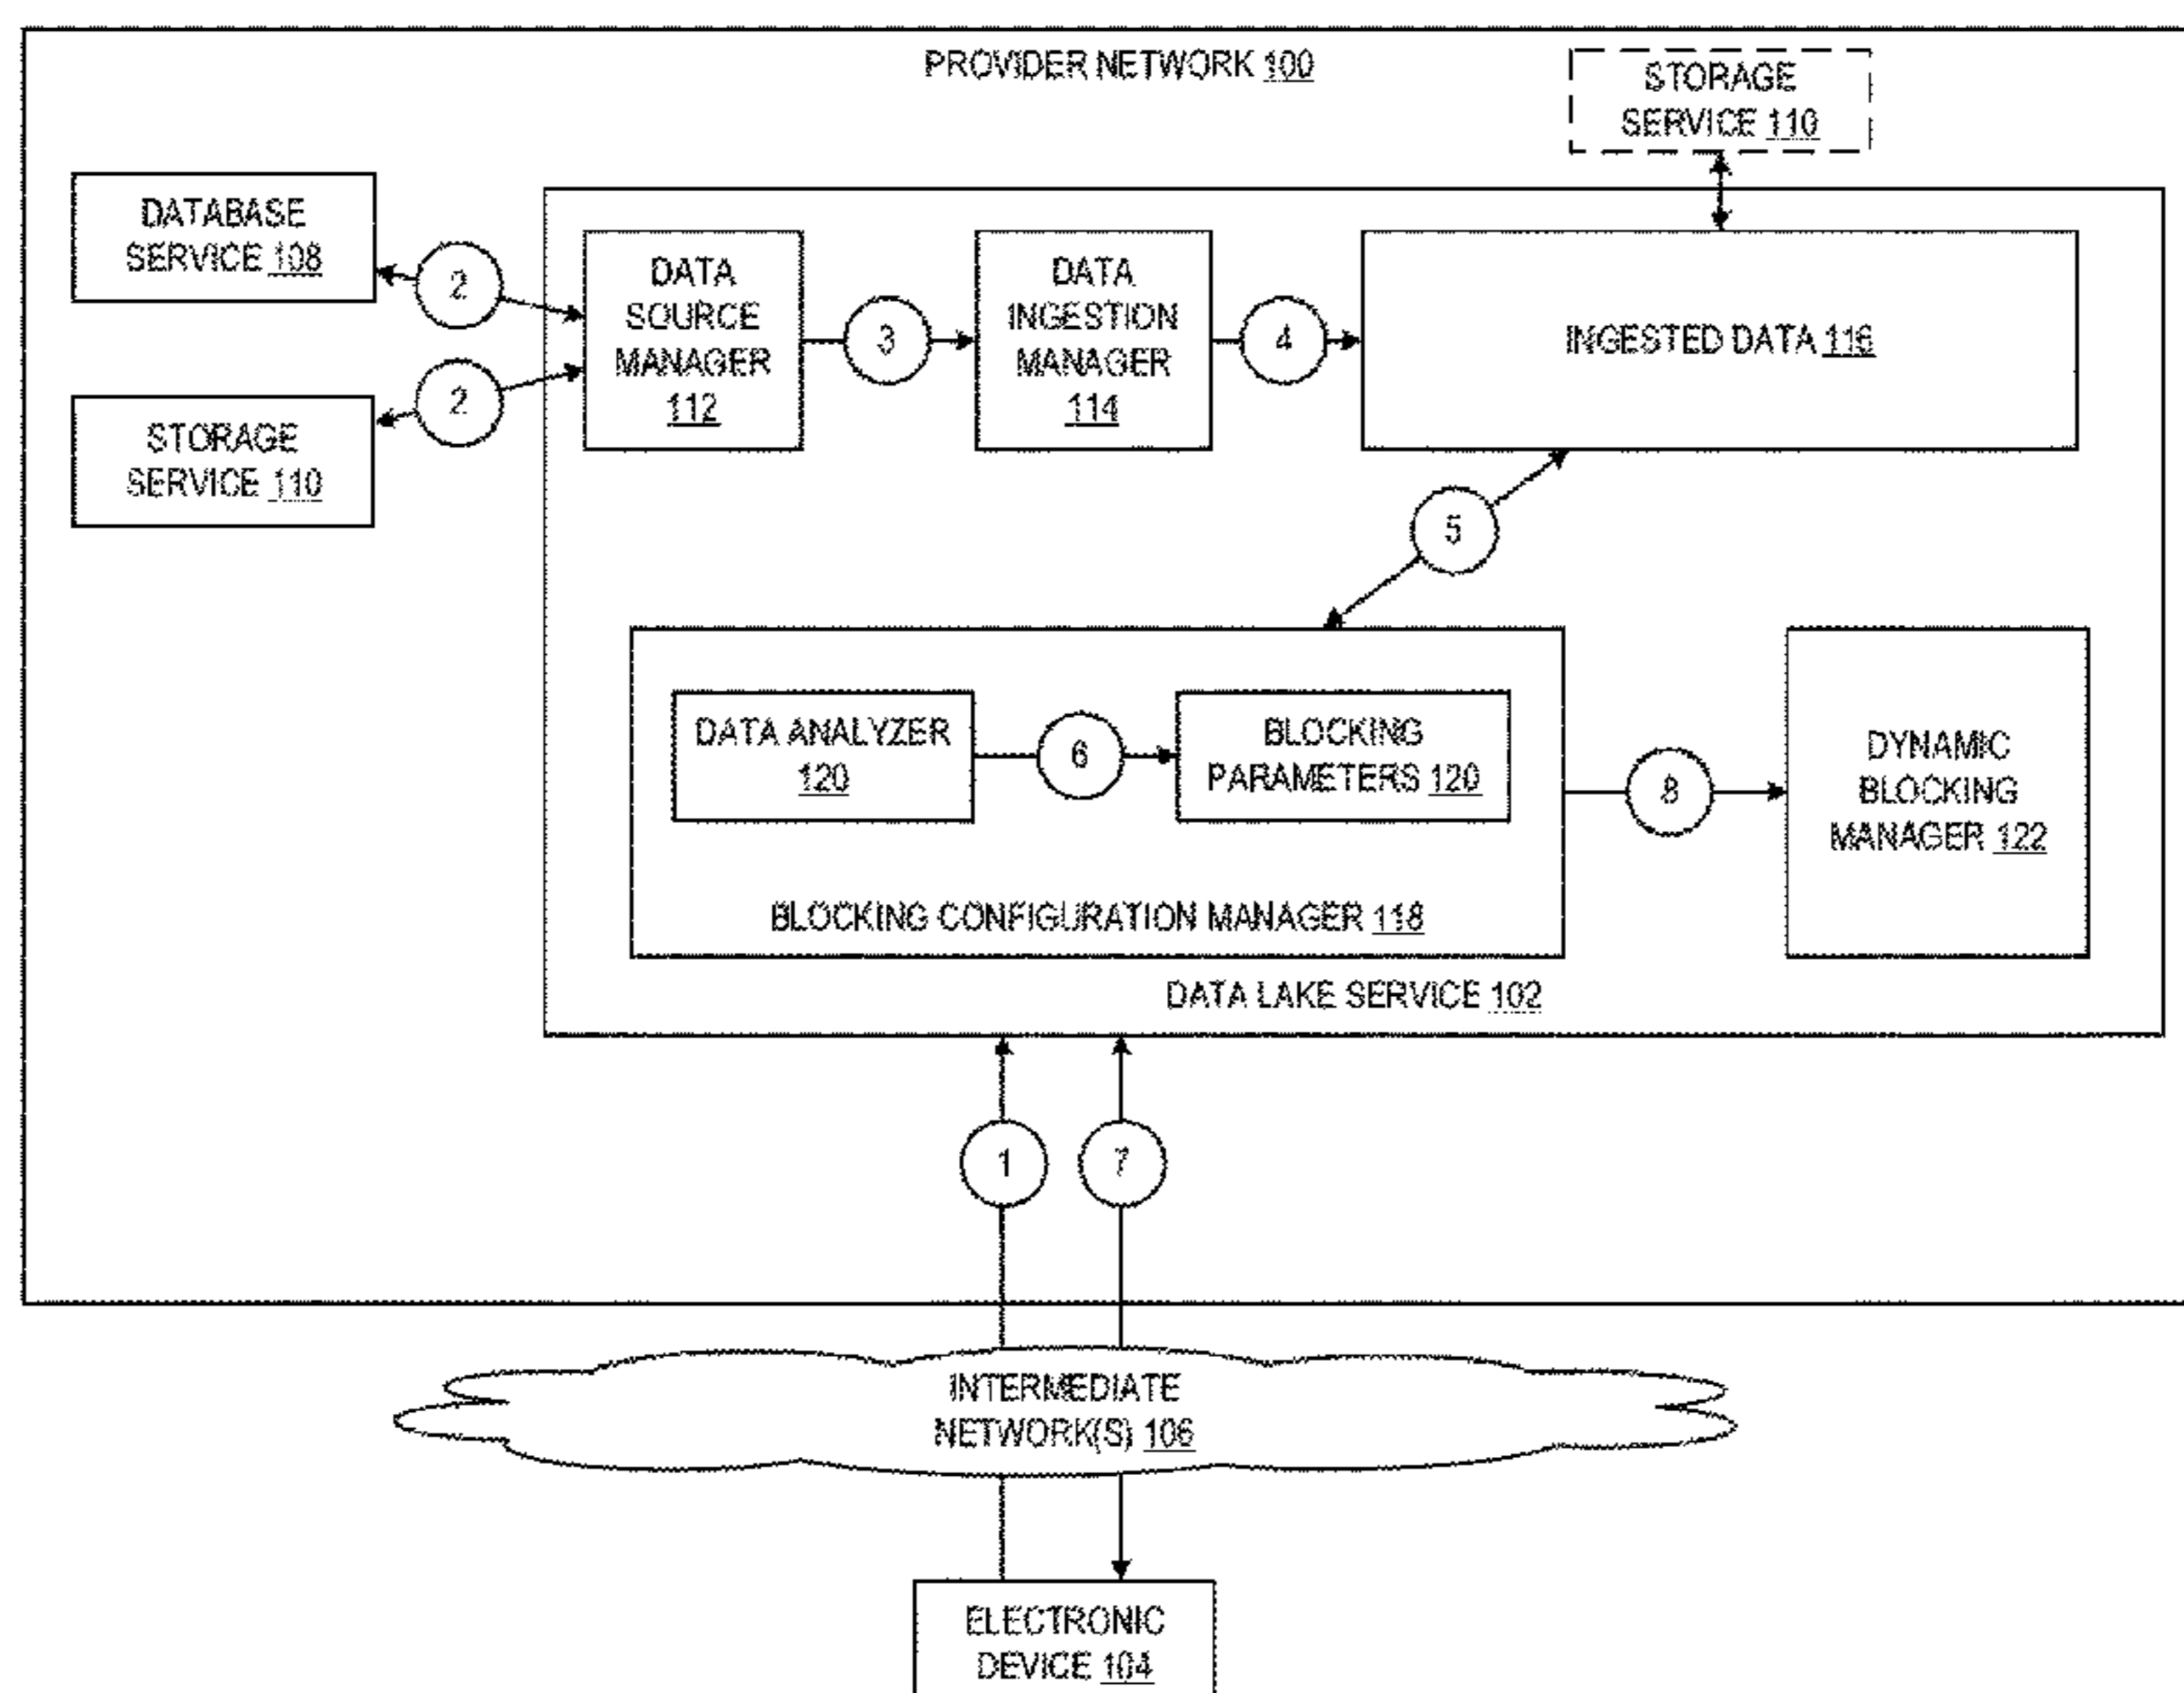 PROVIDER NETWORK 100
STORAGE
SERVICE 110
DATABASE
SERVICE 108
2
STORAGE
SERVICE 110
2
DATA
SOURCE
MANAGER
112
3
DATA
INGESTION
MANAGER
114
4
INGESTED DATA 116
5
DATA ANALYZER
120
6
BLOCKING
PARAMETERS 120
BLOCKING CONFIGURATION MANAGER 118
8
DYNAMIC
BLOCKING
MANAGER 122
DATA LAKE SERVICE 102
1
7
INTERMEDIATE
NETWORK(S) 106
ELECTRONIC
DEVICE 104